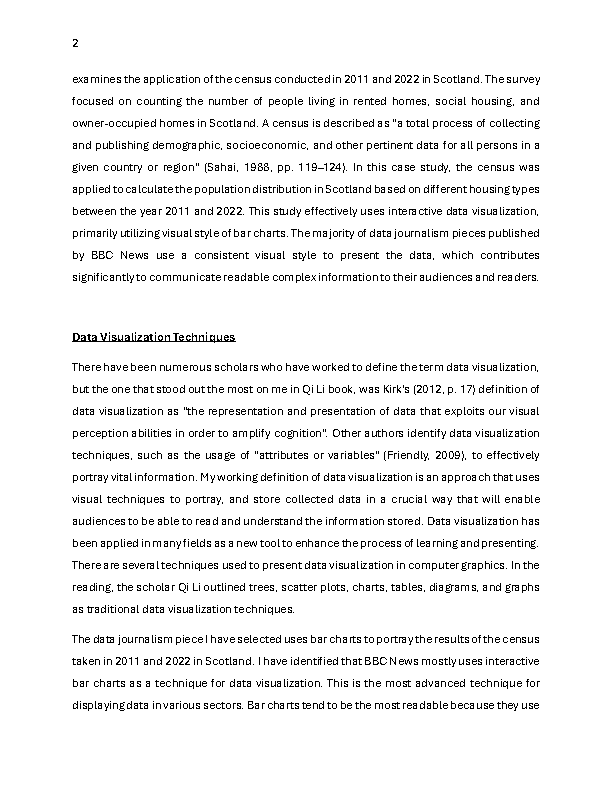 2
examines the application of the census conducted in 2011 and 2022 in Scotland. The survey
focused on counting the number of people living in rented homes, social housing, and
owner-occupied homes in Scotland. A census is described as "a total process of collecting
and publishing demographic, socioeconomic, and other pertinent data for all persons in a
given country or region" (Sahai, 1988, pp. 119–124). In this case study, the census was
applied to calculate the population distribution in Scotland based on different housing types
between the year 2011 and 2022. This study effectively uses interactive data visualization,
primarily utilizing visual style of bar charts. The majority of data journalism pieces published
by BBC News use a consistent visual style to present the data, which contributes
significantly to communicate readable complex information to their audiences and readers.
Data Visualization Techniques
There have been numerous scholars who have worked to define the term data visualization,
but the one that stood out the most on me in Qi Li book, was Kirk's (2012, p. 17) definition of
data visualization as "the representation and presentation of data that exploits our visual
perception abilities in order to amplify cognition". Other authors identify data visualization
techniques, such as the usage of "attributes or variables" (Friendly, 2009), to effectively
portray vital information. My working definition of data visualization is an approach that uses
visual techniques to portray, and store collected data in a crucial way that will enable
audiences to be able to read and understand the information stored. Data visualization has
been applied in many fields as a new tool to enhance the process of learning and presenting.
There are several techniques used to present data visualization in computer graphics. In the
reading, the scholar Qi Li outlined trees, scatter plots, charts, tables, diagrams, and graphs
as traditional data visualization techniques.
The data journalism piece I have selected uses bar charts to portray the results of the census
taken in 2011 and 2022 in Scotland. I have identified that BBC News mostly uses interactive
bar charts as a technique for data visualization. This is the most advanced technique for
displaying data in various sectors. Bar charts tend to be the most readable because they use